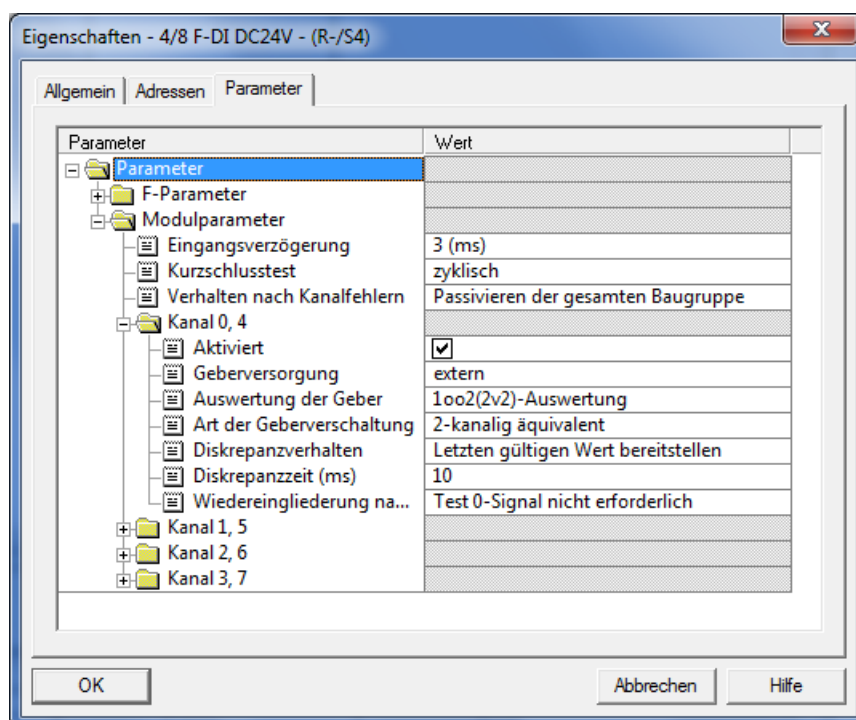 Eigenschaften - 4/8 F-DI DC24V - (R-/S4)
Allgemein Adressen Parameter
Parameter Wert
Parameter
F-Parameter
Modulparameter
Eingangsverzögerung 3 (ms)
Kurzschlusstest zyklisch
Verhalten nach Kanalfehlern Passivieren der gesamten Baugruppe
Kanal 0, 4
Aktiviert
Geberversorgung extern
Auswertung der Geber 1oo2(2v2)-Auswertung
Art der Geberverschaltung 2-kanalig äquivalent
Diskrepanzverhalten Letzten gültigen Wert bereitstellen
Diskrepanzzeit (ms) 10
Wiedereingliederung na... Test 0-Signal nicht erforderlich
Kanal 1, 5
Kanal 2, 6
Kanal 3, 7
OK Abbrechen Hilfe